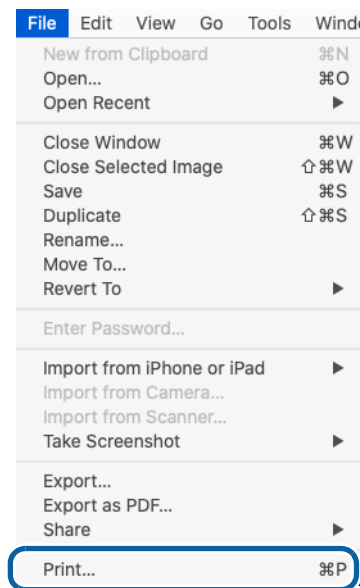 File Edit View Go Tools
New from Clipboard ⌘N
Open... ⌘O
Open Recent ▶
Close Window ⌘W
Close Selected Image ⇧⌘W
Save ⌘S
Duplicate ⇧⌘S
Rename...
Move To...
Revert To ▶
Enter Password...
Import from iPhone or iPad ▶
Import from Camera...
Import from Scanner...
Take Screenshot ▶
Export...
Export as PDF...
Share ▶
Print... ⌘P